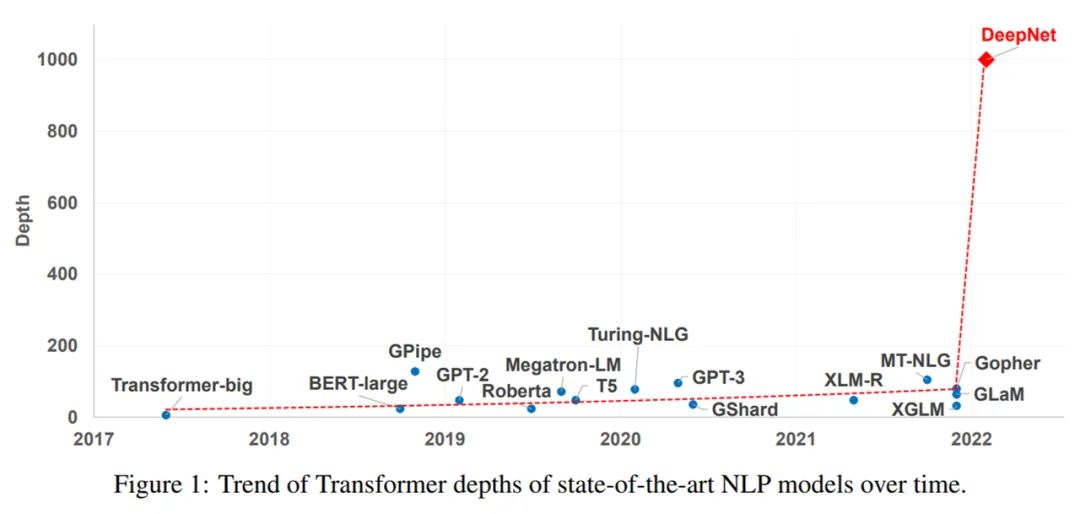 DeepNet
1000
800
600
400
200
0
Depth
Turing-NLG
GPipe
Megatron-LM
MT-NLG
Gopher
Transformer-big
BERT-large
GPT-2
Roberta
T5
GPT-3
XLM-R
GShard
XGLM
GLaM
2017 2018 2019 2020 2021 2022
Figure 1: Trend of Transformer depths of state-of-the-art NLP models over time.